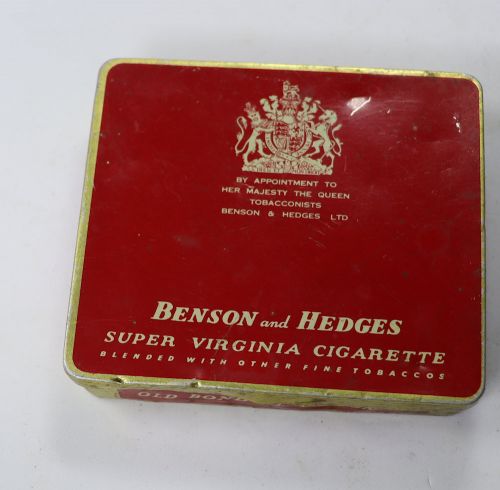 BY APPOINTMENT TO
HER MAJESTY THE QUEEN
TOBACCONISTS
BENSON & HEDGES LTD
BENSON and HEDGES
SUPER VIRGINIA CIGARETTE
BLENDED WITH OTHER FINE TOBACCOS
OLD BOND